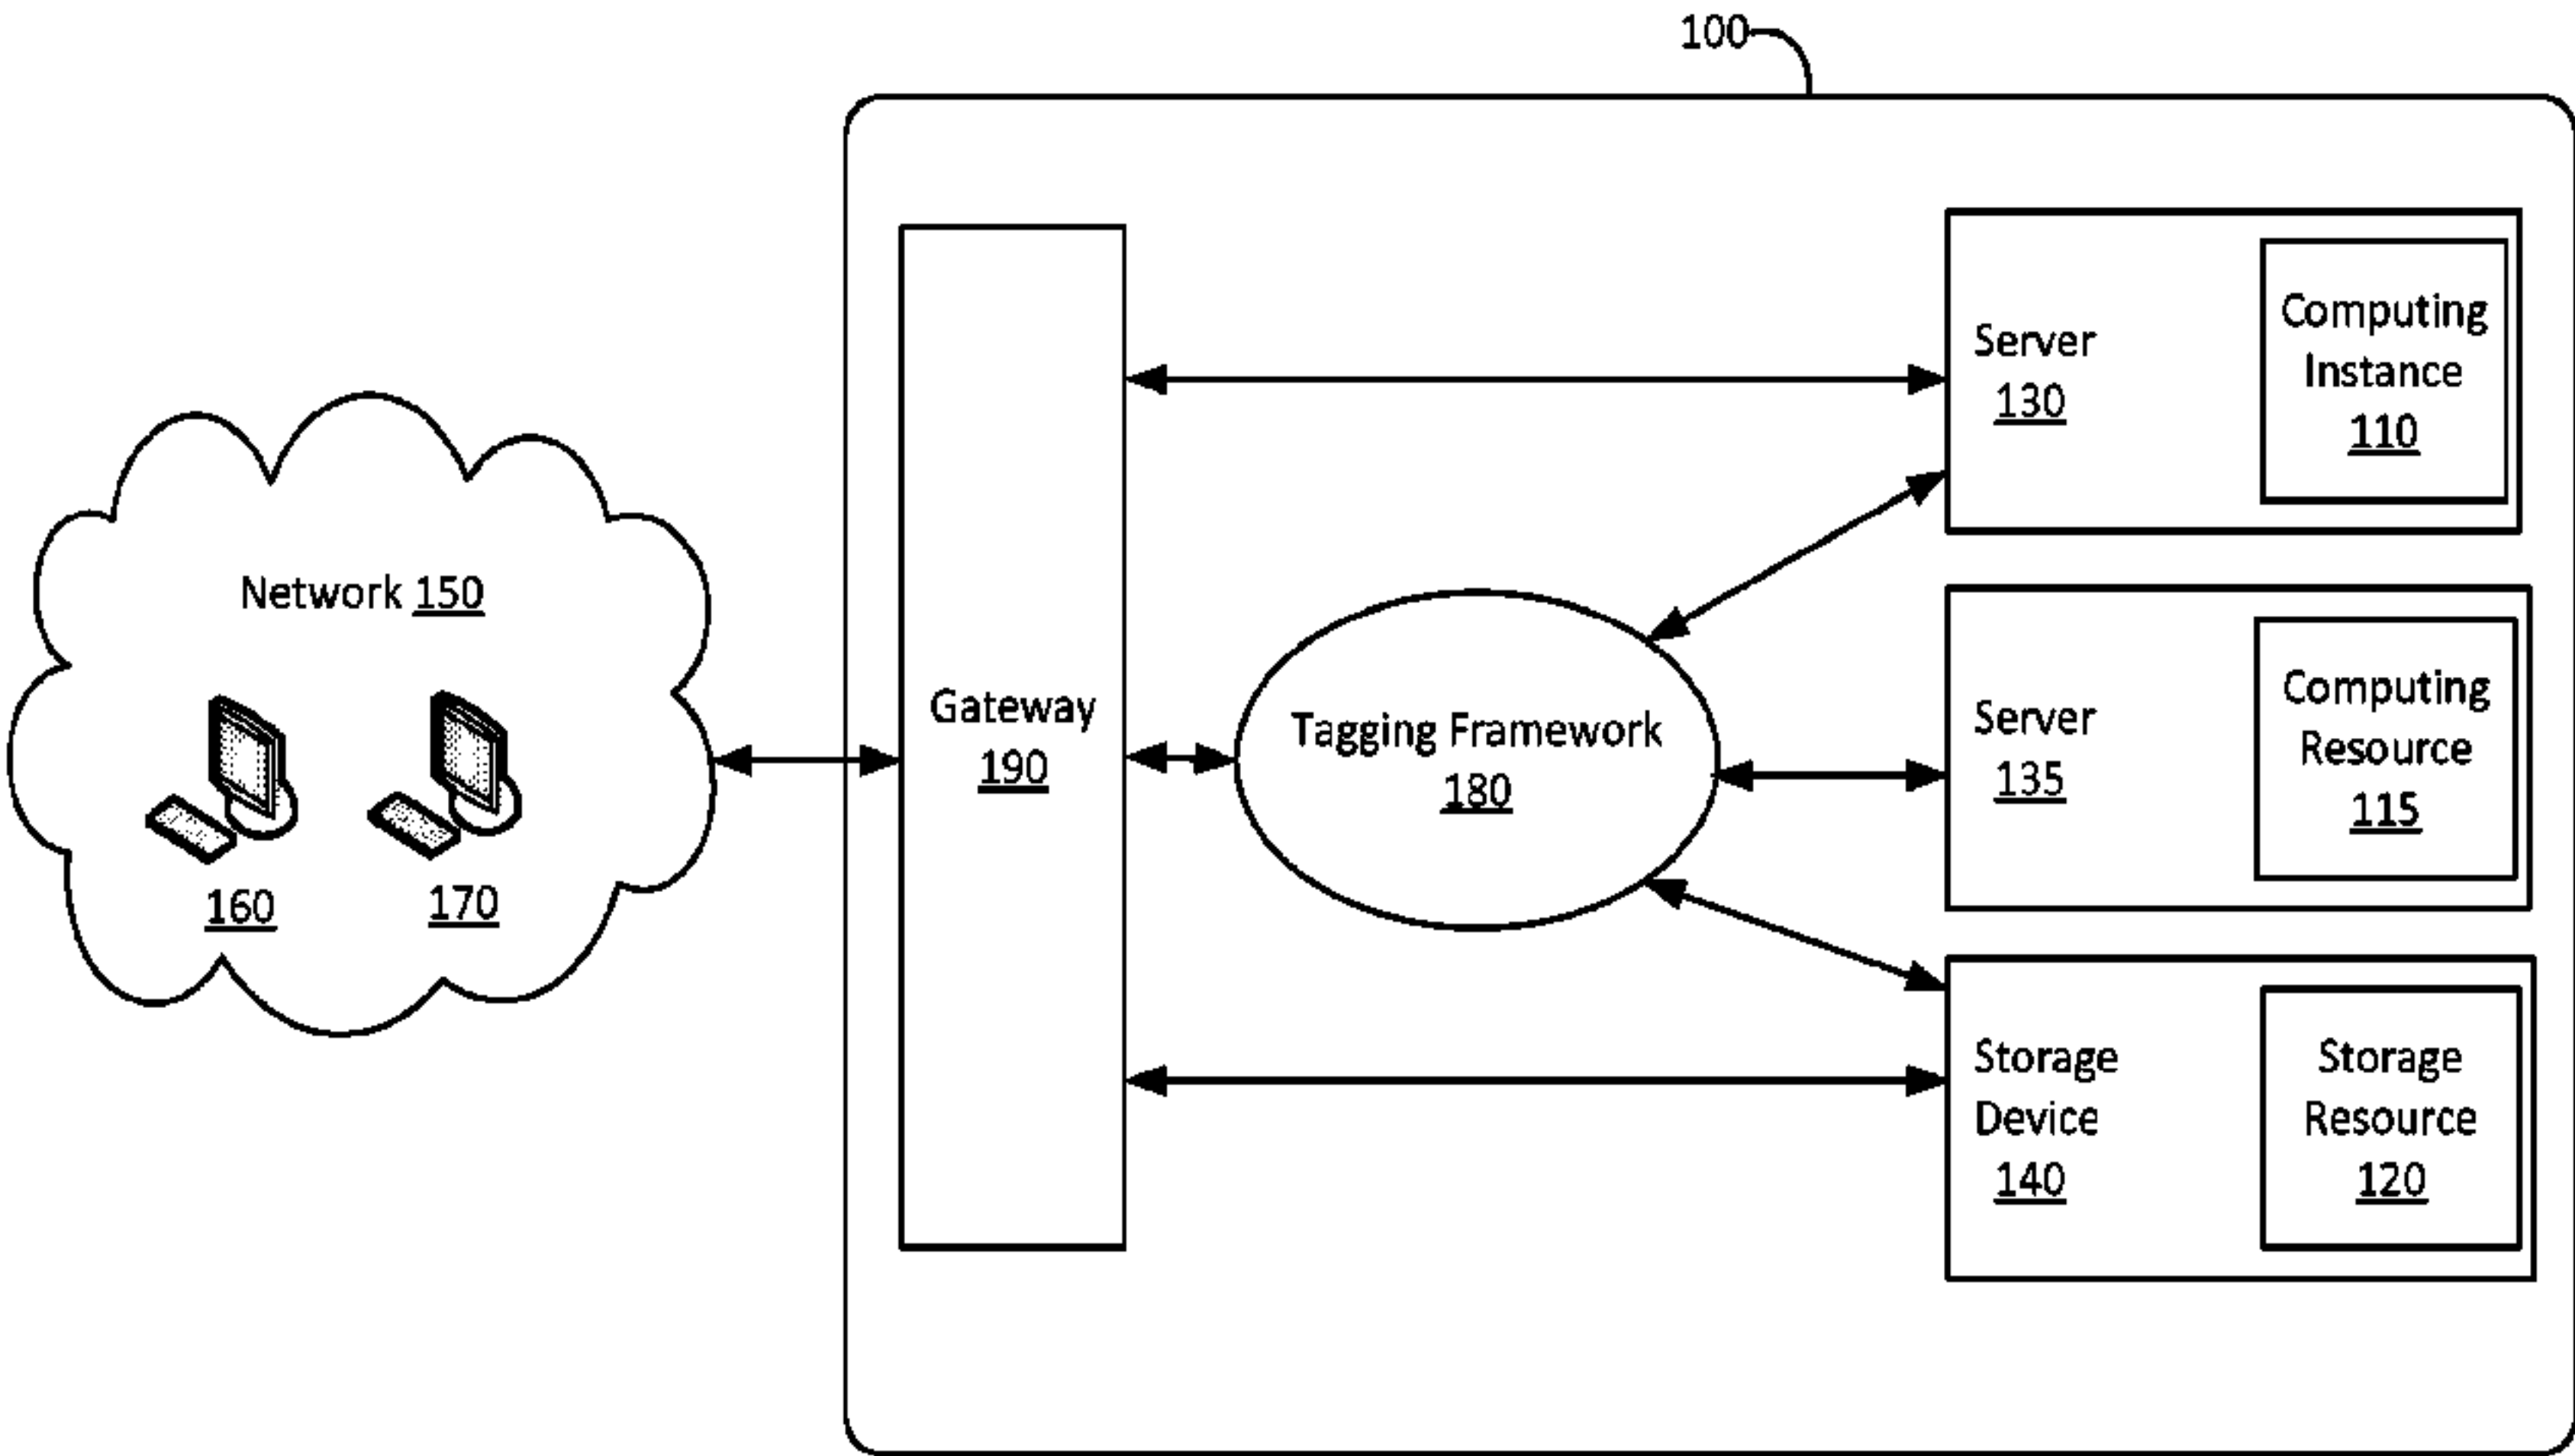 100
Network 150
160
170
Gateway
190
Tagging Framework
180
Server
130
Computing
Instance
110
Server
135
Computing
Resource
115
Storage
Device
140
Storage
Resource
120